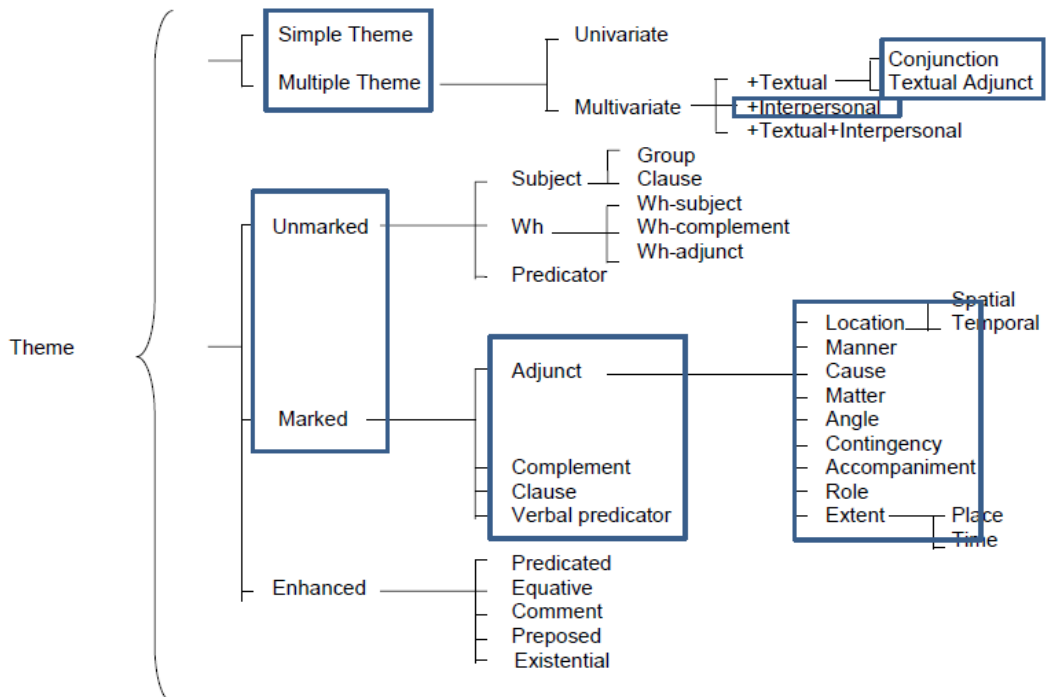 Simple Theme
Multiple Theme
Univariate
Multivariate
+Textual
+Interpersonal
+Textual+Interpersonal
Conjunction
Textual Adjunct
Theme
Unmarked
Subject
Group
Clause
Wh
Wh-subject
Wh-complement
Wh-adjunct
Predicator
Marked
Adjunct
Location
Spatial
Temporal
Manner
Cause
Matter
Angle
Contingency
Accompaniment
Role
Extent
Place
Time
Complement
Clause
Verbal predicator
Enhanced
Predicated
Equative
Comment
Preposed
Existential